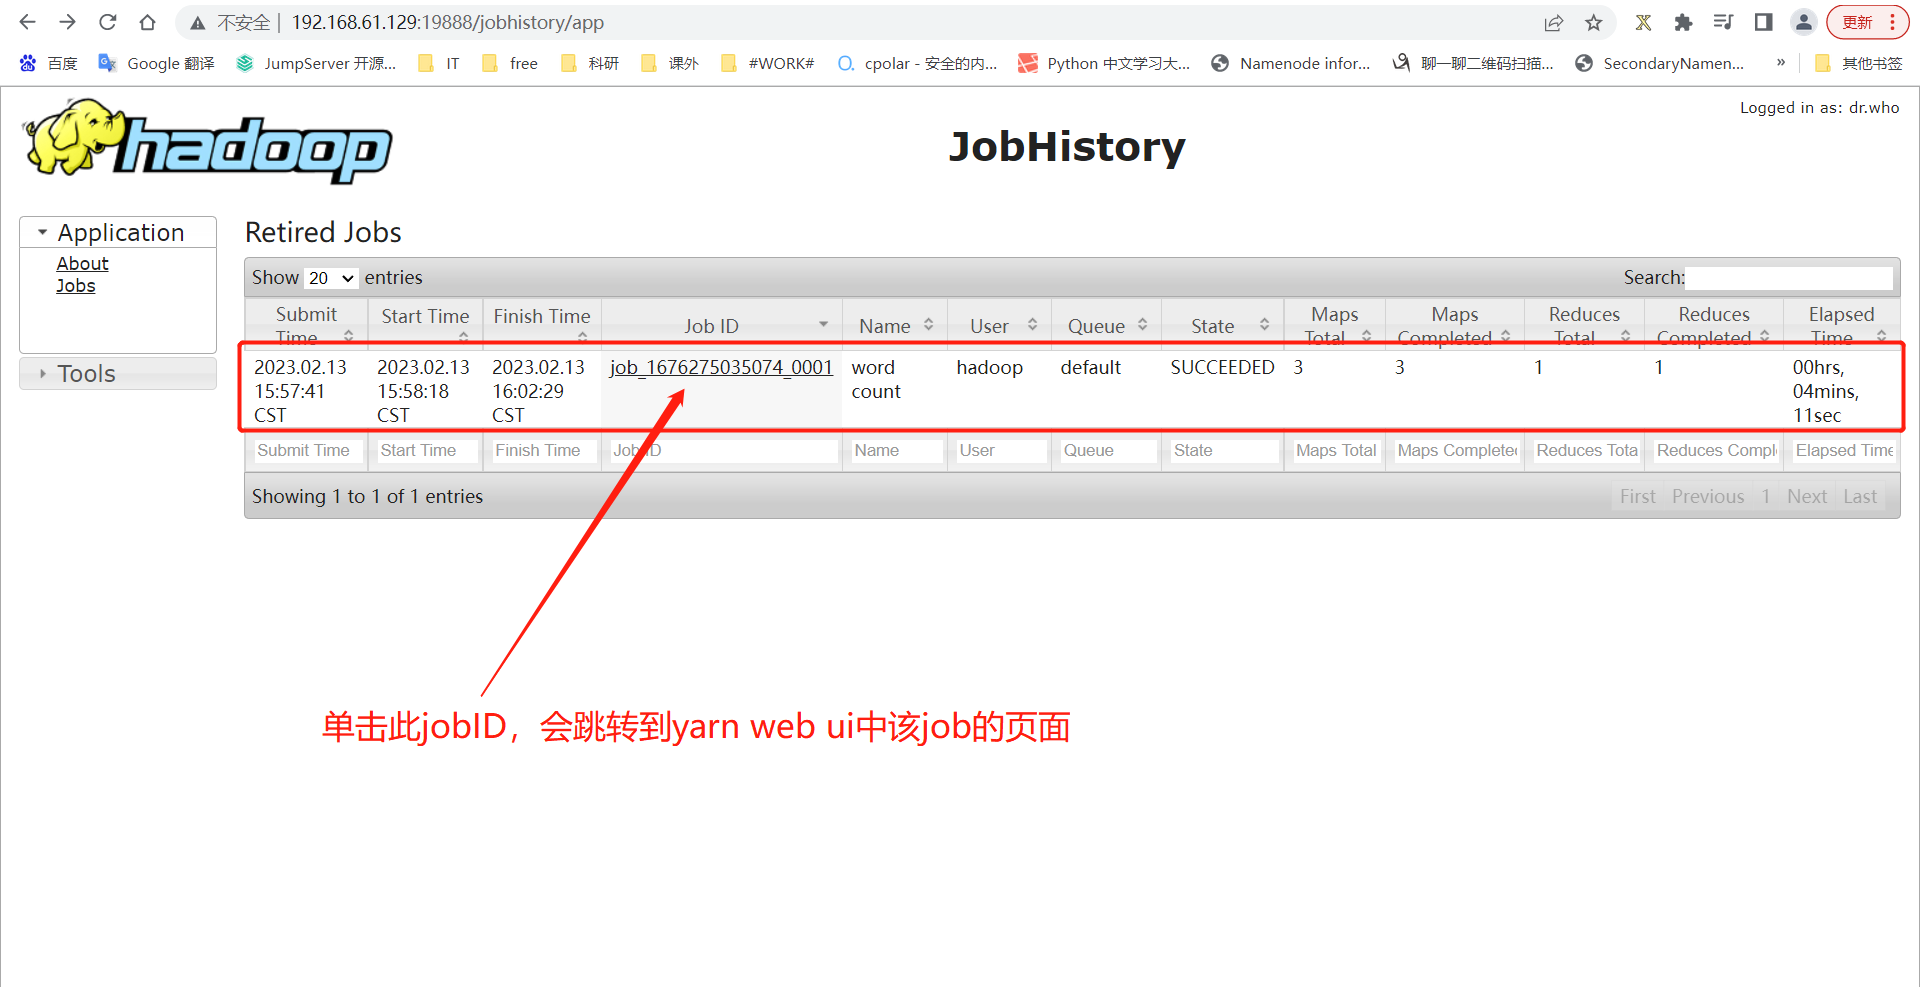 不安全 | 192.168.61.129:19888/jobhistory/app 更新
百度 Google 翻译 JumpServer 开源... IT free 科研 课外 #WORK# cpolar - 安全的内... Python 中文学习大... Namenode infor... 聊一聊二维码扫描... SecondaryNamen... » 其他书签
Logged in as: dr.who
hadoop
JobHistory
Application
About
Jobs
Tools
Retired Jobs
Show 20 entries Search:
Submit Time Start Time Finish Time Job ID Name User Queue State Maps Total Maps Completed Reduces Total Reduces Completed Elapsed Time
2023.02.13 15:57:41 CST 2023.02.13 15:58:18 CST 2023.02.13 16:02:29 CST job_1676275035074_0001 word count hadoop default SUCCEEDED 3 3 1 1 00hrs, 04mins, 11sec
Submit Time Start Time Finish Time Job ID Name User Queue State Maps Total Maps Complete Reduces Tota Reduces Compl Elapsed Time
Showing 1 to 1 of 1 entries First Previous 1 Next Last
单击此jobID，会跳转到yarn web ui中该job的页面